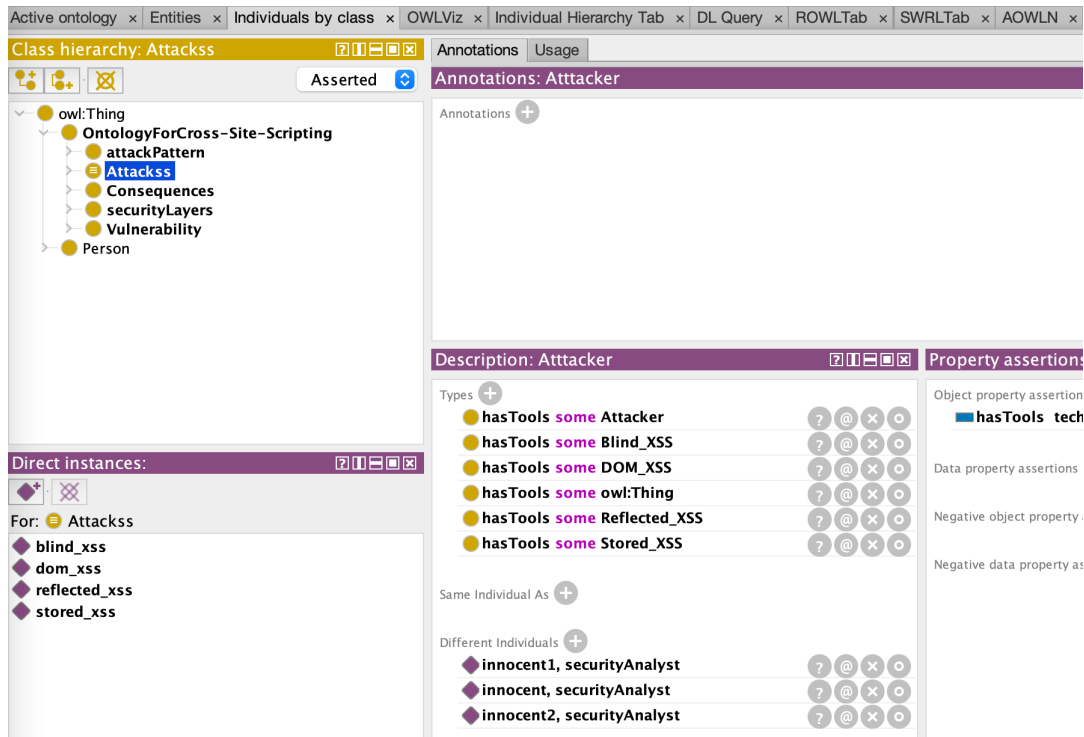 Active ontology × Entities × Individuals by class × OWLViz × Individual Hierarchy Tab × DL Query × ROWLTab × SWRLTab × AOWLN ×
Class hierarchy: Attackss
Asserted
owl:Thing
OntologyForCross-Site-Scripting
attackPattern
Attackss
Consequences
securityLayers
Vulnerability
Person
Direct instances:
For: Attackss
blind_xss
dom_xss
reflected_xss
stored_xss
Annotations Usage
Annotations: Atttacker
Annotations
Description: Atttacker
Types
hasTools some Attacker
hasTools some Blind_XSS
hasTools some DOM_XSS
hasTools some owl:Thing
hasTools some Reflected_XSS
hasTools some Stored_XSS
Same Individual As
Different Individuals
innocent1, securityAnalyst
innocent, securityAnalyst
innocent2, securityAnalyst
Property assertions
Object property assertion
hasTools tech
Data property assertions
Negative object property
Negative data property as